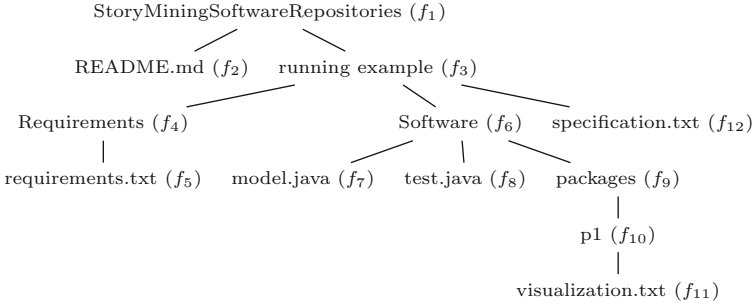 StoryMiningSoftwareRepositories (f₁)
README.md (f₂) running example (f₃)
Requirements (f₄) Software (f₆) specification.txt (f₁₂)
requirements.txt (f₅) model.java (f₇) test.java (f₈) packages (f₉)
p1 (f₁₀)
visualization.txt (f₁₁)